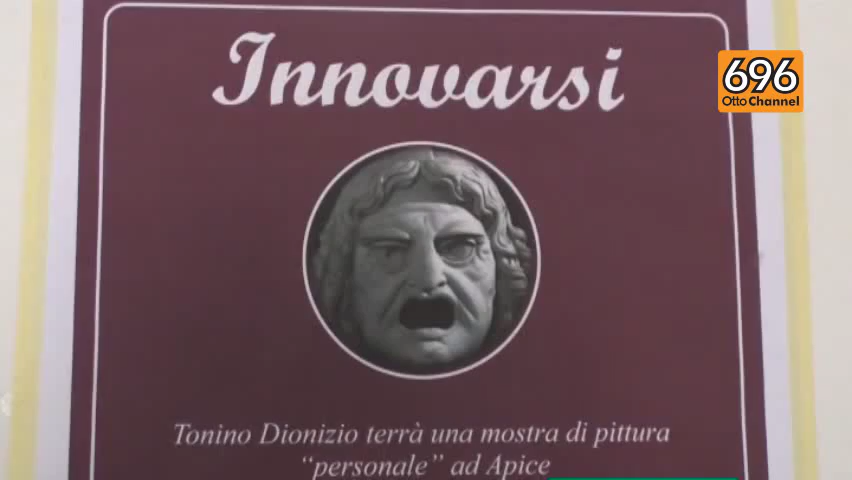 Innovarsi
696
Otto Channel
Tonino Dionizio terrà una mostra di pittura
“personale” ad Apice